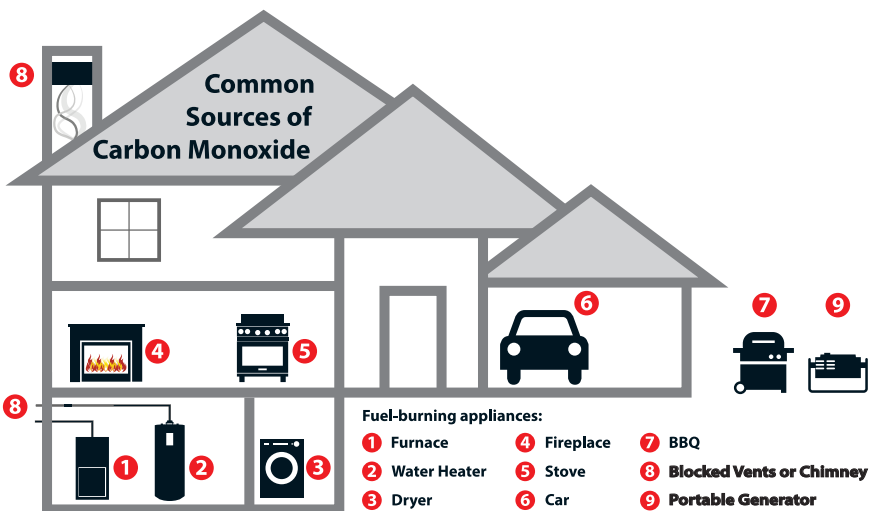 8
Common
Sources of
Carbon Monoxide
6
7
9
4
5
8
1
2
3
Fuel-burning appliances:
1 Furnace
2 Water Heater
3 Dryer
4 Fireplace
5 Stove
6 Car
7 BBQ
8 Blocked Vents or Chimney
9 Portable Generator